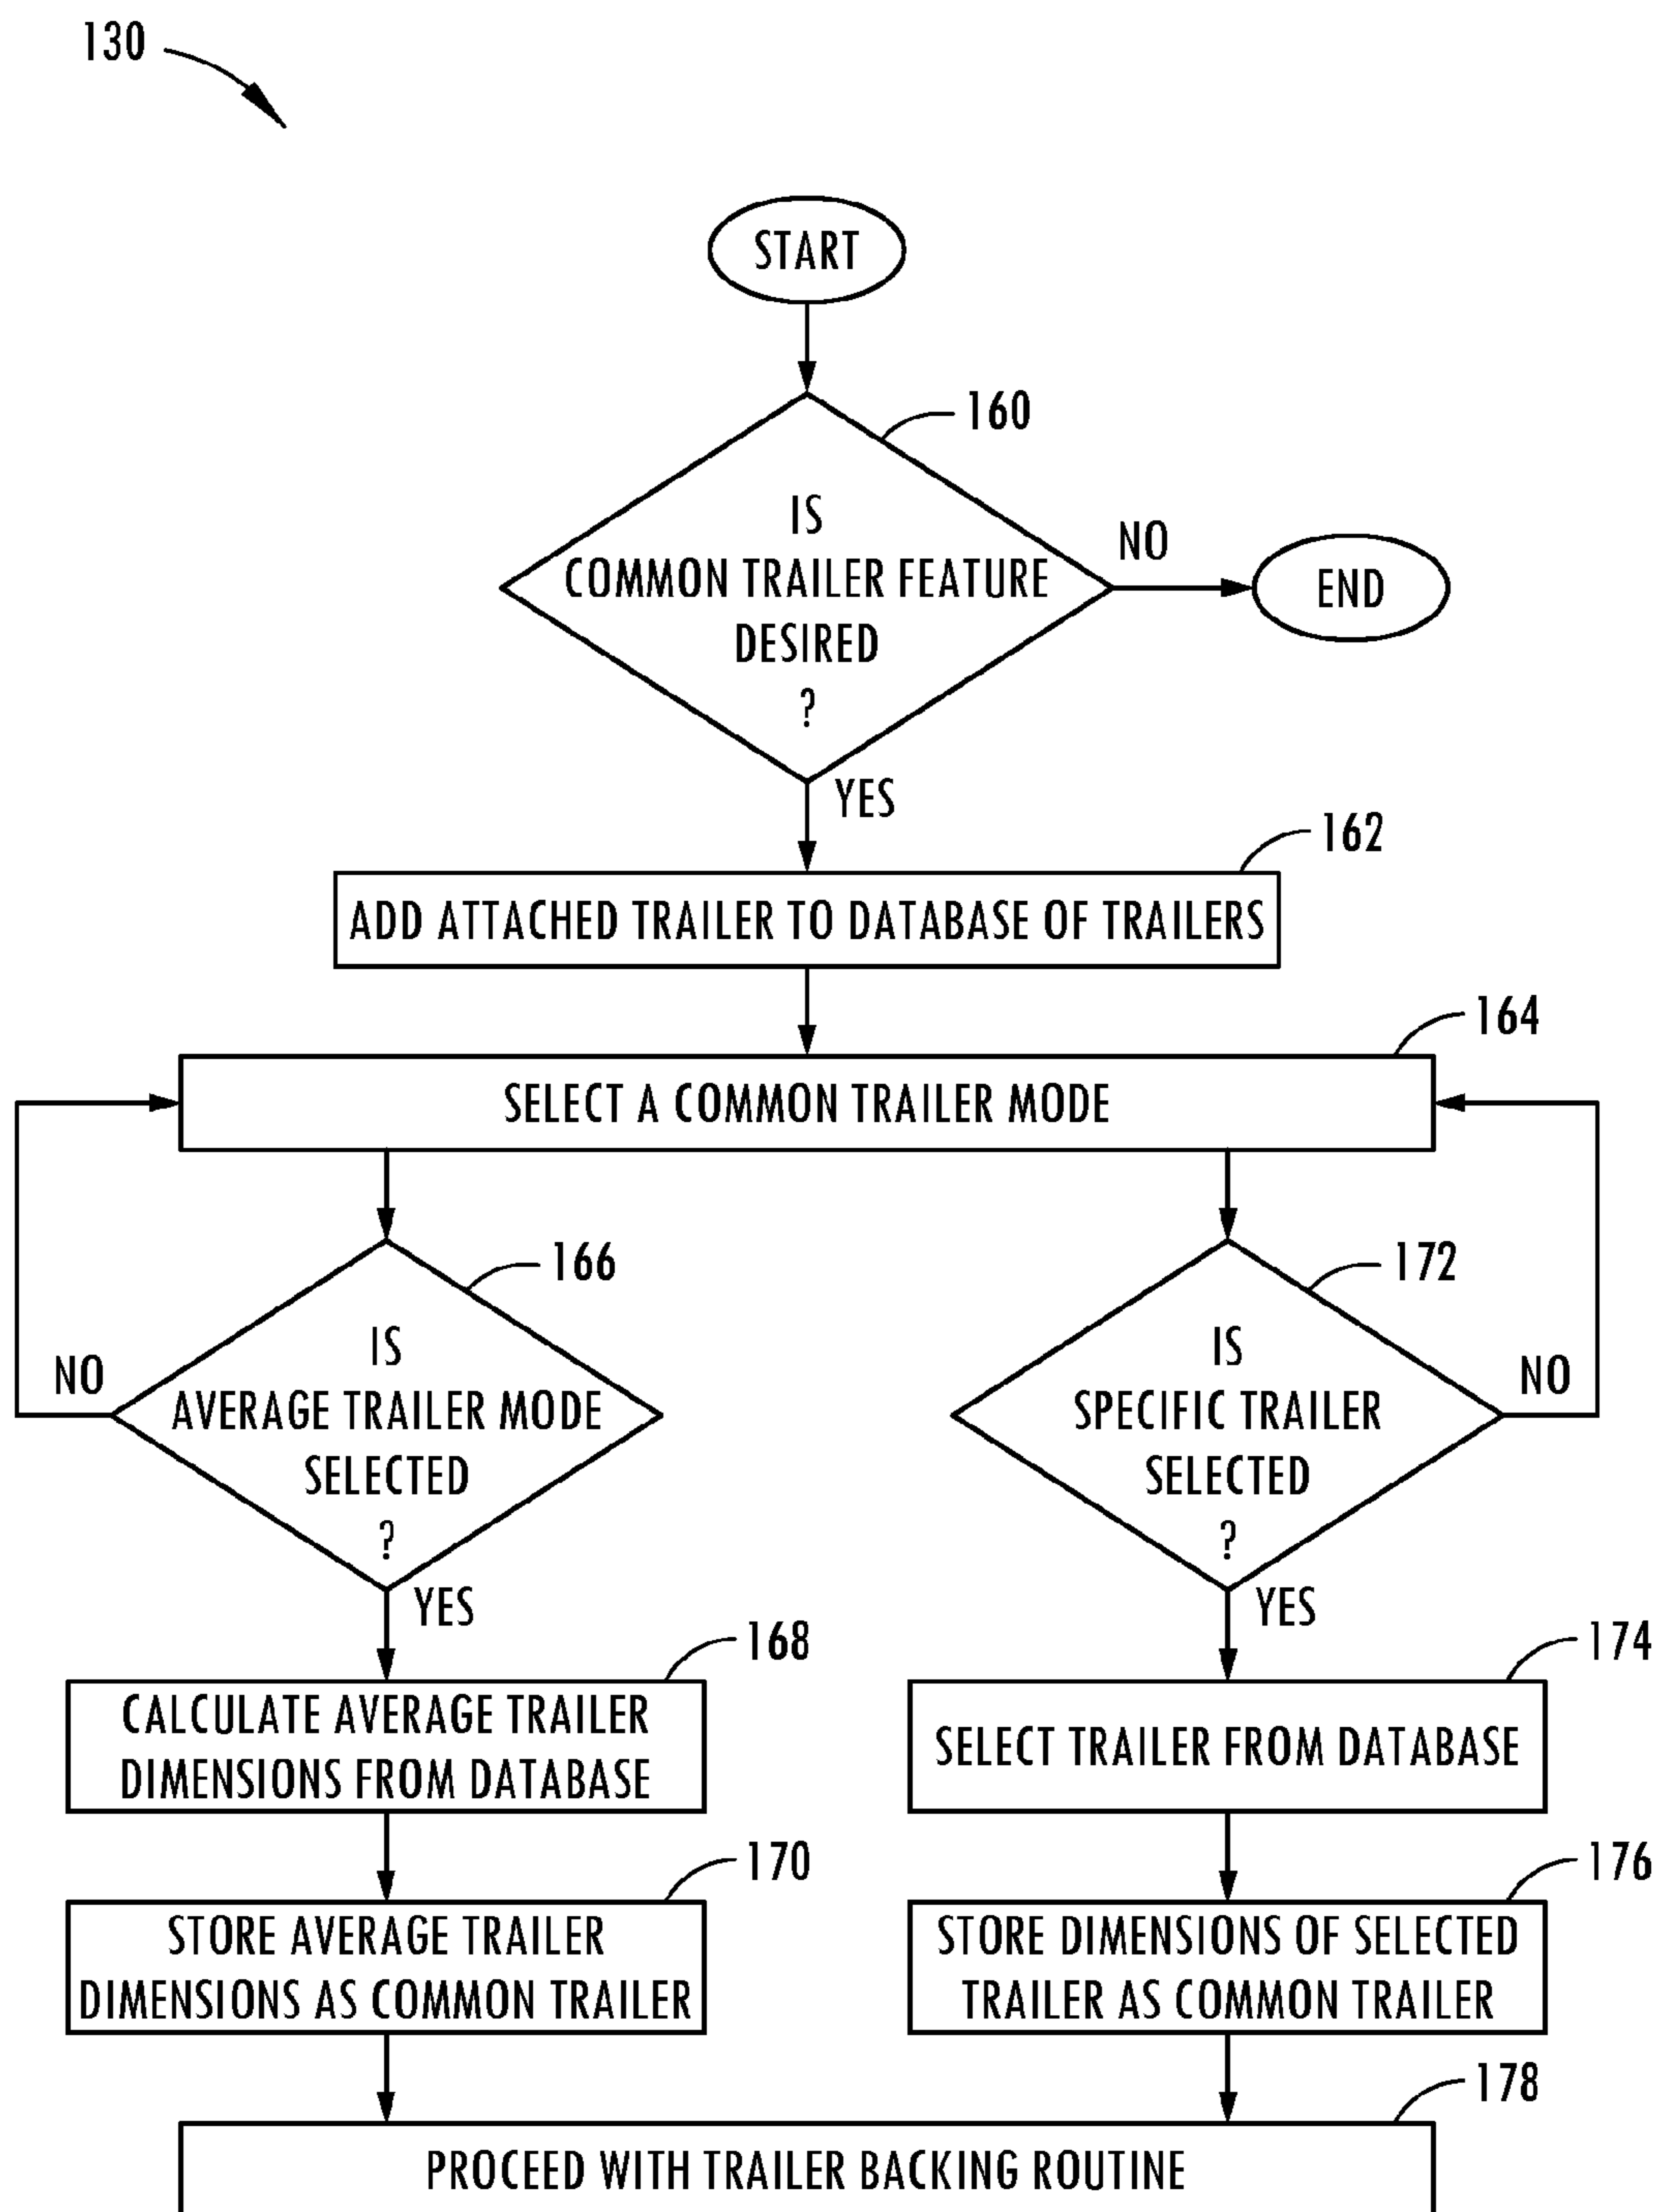 130
START
160
IS
COMMON TRAILER FEATURE
DESIRED
?
NO
END
YES
162
ADD ATTACHED TRAILER TO DATABASE OF TRAILERS
164
SELECT A COMMON TRAILER MODE
166
IS
AVERAGE TRAILER MODE
SELECTED
?
NO
YES
172
IS
SPECIFIC TRAILER
SELECTED
?
NO
YES
168
CALCULATE AVERAGE TRAILER
DIMENSIONS FROM DATABASE
174
SELECT TRAILER FROM DATABASE
170
STORE AVERAGE TRAILER
DIMENSIONS AS COMMON TRAILER
176
STORE DIMENSIONS OF SELECTED
TRAILER AS COMMON TRAILER
178
PROCEED WITH TRAILER BACKING ROUTINE